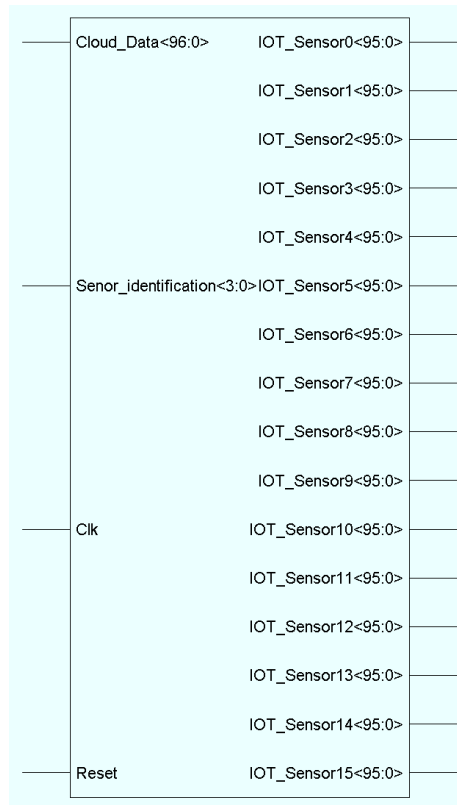 Cloud_Data<96:0> IOT_Sensor0<95:0>
IOT_Sensor1<95:0>
IOT_Sensor2<95:0>
IOT_Sensor3<95:0>
IOT_Sensor4<95:0>
Senor_identification<3:0> IOT_Sensor5<95:0>
IOT_Sensor6<95:0>
IOT_Sensor7<95:0>
IOT_Sensor8<95:0>
IOT_Sensor9<95:0>
Clk IOT_Sensor10<95:0>
IOT_Sensor11<95:0>
IOT_Sensor12<95:0>
IOT_Sensor13<95:0>
IOT_Sensor14<95:0>
Reset IOT_Sensor15<95:0>